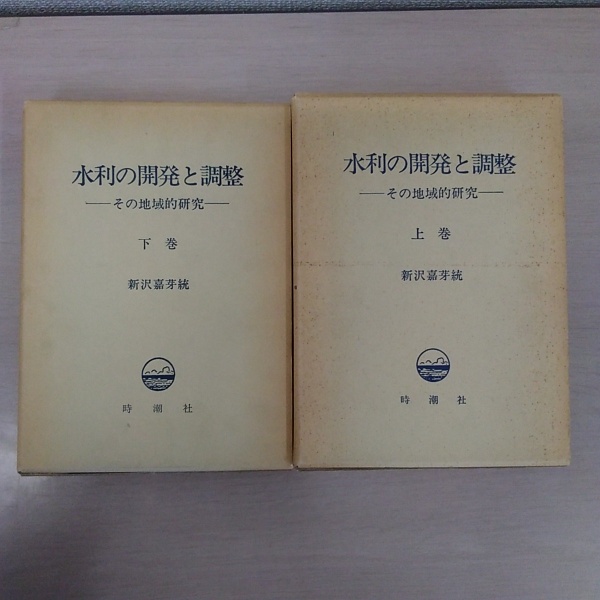 水利の開発と調整
――その地域的研究――
下巻
新沢嘉芽統
時潮社
水利の開発と調整
――その地域的研究――
上巻
新沢嘉芽統
時潮社